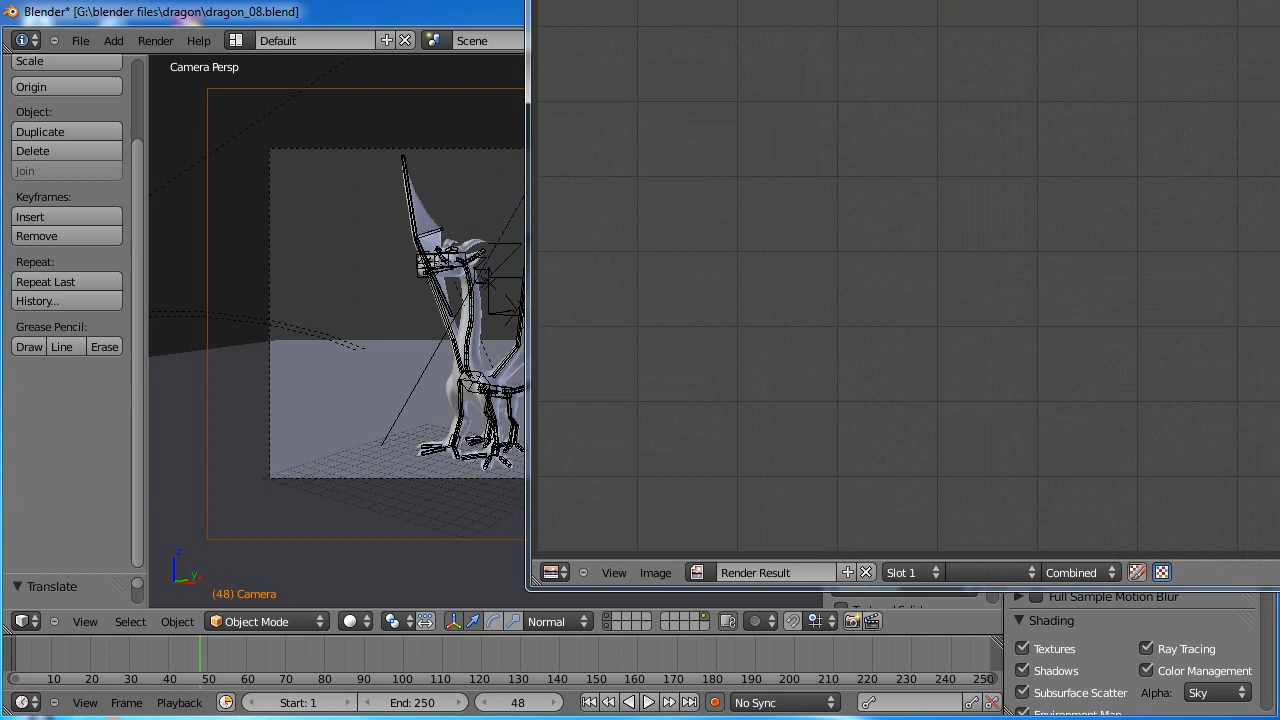 Blender* [G:\blender files\dragon\dragon_08.blend]
File Add Render Help Default Scene
Scale
Camera Persp
Origin
Object:
Duplicate
Delete
Join
Keyframes:
Insert
Remove
Repeat:
Repeat Last
History...
Grease Pencil:
Draw Line Erase
z
y x
Translate
(48) Camera
View Image Render Result Slot 1 Combined
Full Sample Motion Blur
View Select Object Object Mode Normal
Shading
Textures Ray Tracing
Shadows Color Management
Subsurface Scatter Alpha: Sky
Environment Map
10 20 30 40 50 60 70 80 90 100 110 120 130 140 150 160 170 180 190 200 210 220 230 240 250
View Frame Playback Start: 1 End: 250 48 No Sync